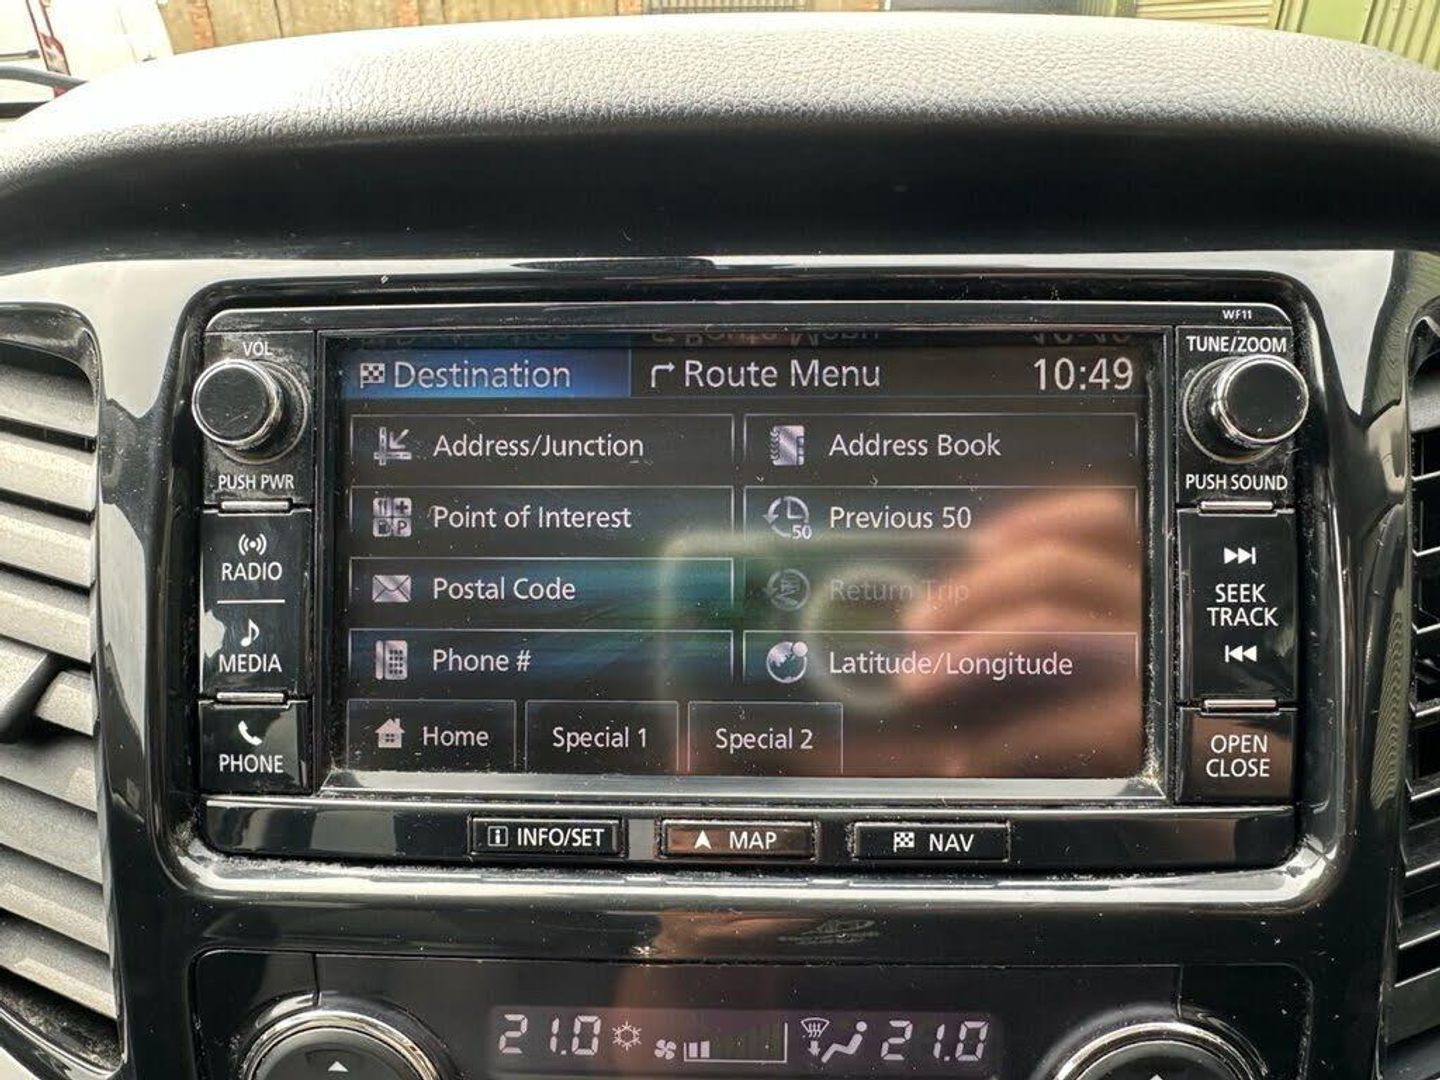 WF11
VOL
TUNE/ZOOM
Destination
Route Menu
10:49
Address/Junction
Address Book
PUSH PWR
PUSH SOUND
Point of Interest
50
Previous 50
P
RADIO
Postal Code
Return Trip
SEEK
TRACK
MEDIA
Phone #
Latitude/Longitude
PHONE
Home
Special 1
Special 2
OPEN
CLOSE
INFO/SET
MAP
NAV
21.0
21.0